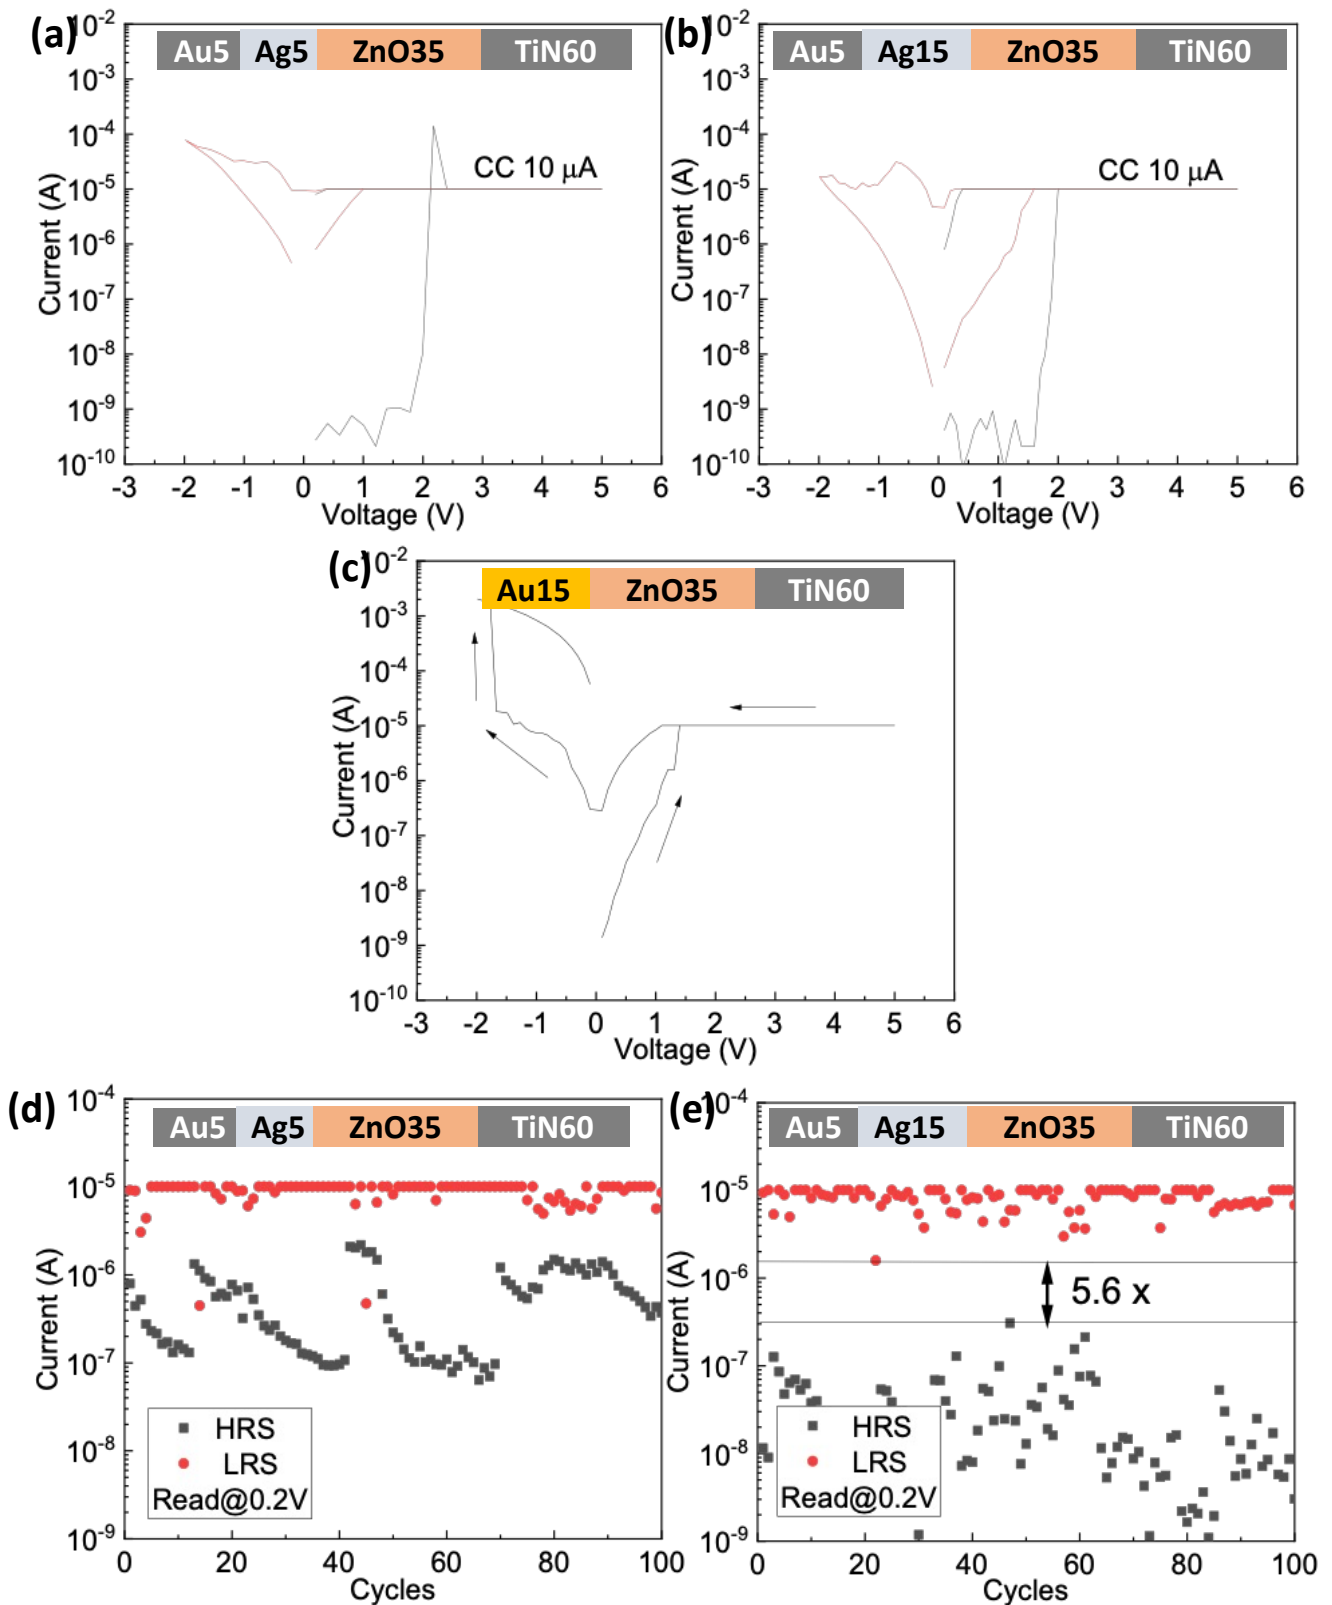 (a)
Au5 Ag5 ZnO35 TiN60
10-2
10-3
10-4
10-5
10-6
10-7
10-8
10-9
10-10
Current (A)
CC 10 μA
-3 -2 -1 0 1 2 3 4 5 6
Voltage (V)
(b)
Au5 Ag15 ZnO35 TiN60
10-2
10-3
10-4
10-5
10-6
10-7
10-8
10-9
10-10
Current (A)
CC 10 μA
-3 -2 -1 0 1 2 3 4 5 6
Voltage (V)
(c)
Au15 ZnO35 TiN60
10-2
10-3
10-4
10-5
10-6
10-7
10-8
10-9
10-10
Current (A)
-3 -2 -1 0 1 2 3 4 5 6
Voltage (V)
(d)
Au5 Ag5 ZnO35 TiN60
10-4
10-5
10-6
10-7
10-8
10-9
Current (A)
HRS
LRS
Read@0.2V
0 20 40 60 80 100
Cycles
(e)
Au5 Ag15 ZnO35 TiN60
10-4
10-5
10-6
10-7
10-8
10-9
Current (A)
5.6 x
HRS
LRS
Read@0.2V
0 20 40 60 80 100
Cycles